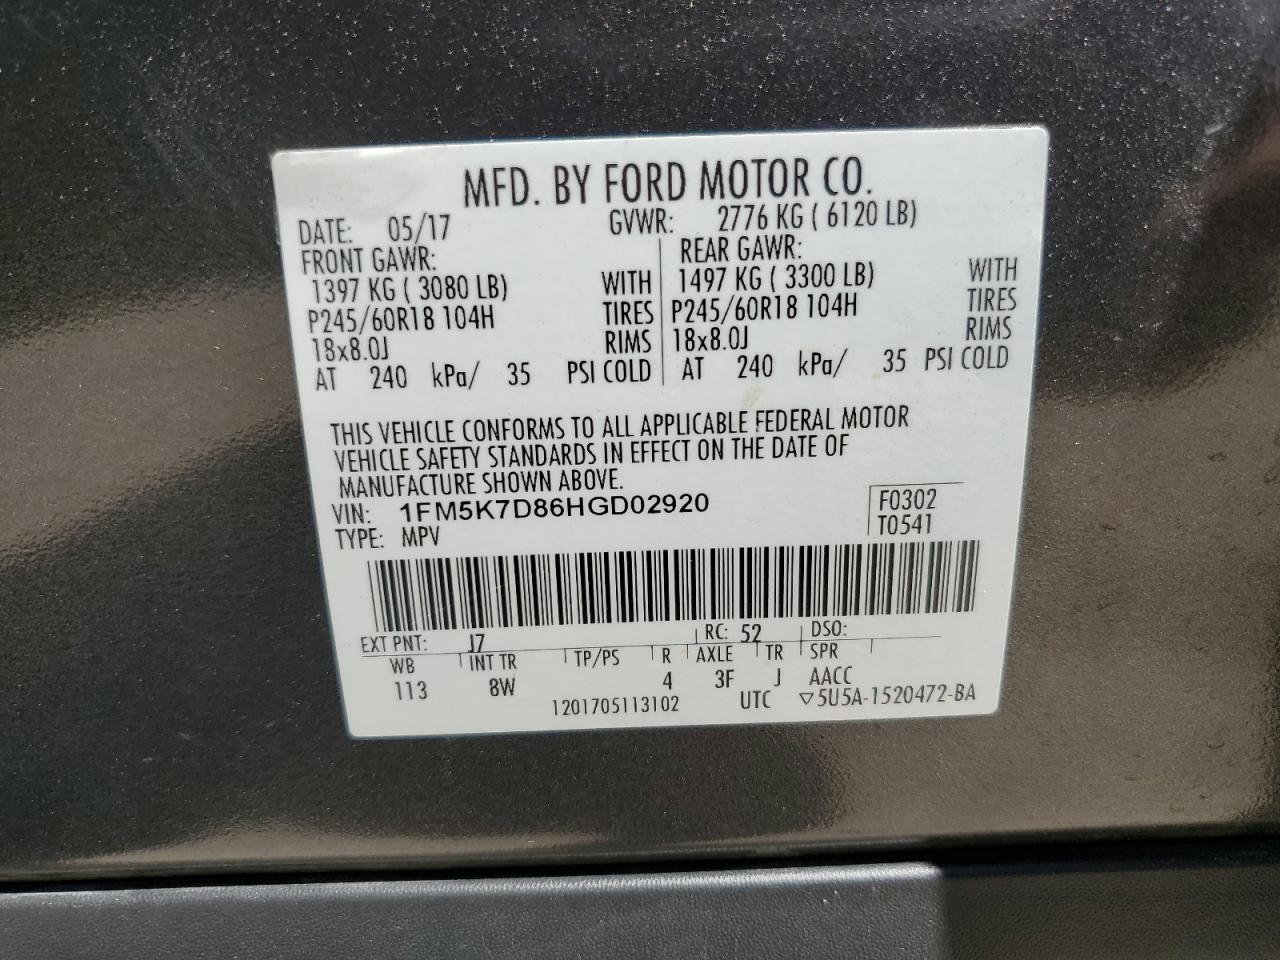 MFD. BY FORD MOTOR CO.
DATE: 05/17 GVWR: 2776 KG ( 6120 LB)
FRONT GAWR: REAR GAWR:
1397 KG ( 3080 LB) WITH 1497 KG ( 3300 LB) WITH
P245/60R18 104H TIRES P245/60R18 104H TIRES
18x8.0J RIMS 18x8.0J RIMS
AT 240 kPa/ 35 PSI COLD AT 240 kPa/ 35 PSI COLD
THIS VEHICLE CONFORMS TO ALL APPLICABLE FEDERAL MOTOR
VEHICLE SAFETY STANDARDS IN EFFECT ON THE DATE OF
MANUFACTURE SHOWN ABOVE.
VIN: 1FM5K7D86HGD02920 F0302
TYPE: MPV T0541
EXT PNT: J7 RC: 52 DSO:
WB INT TR TP/PS R AXLE TR SPR
113 8W 4 3F J AACC
1201705113102 UTC ▽5U5A-1520472-BA